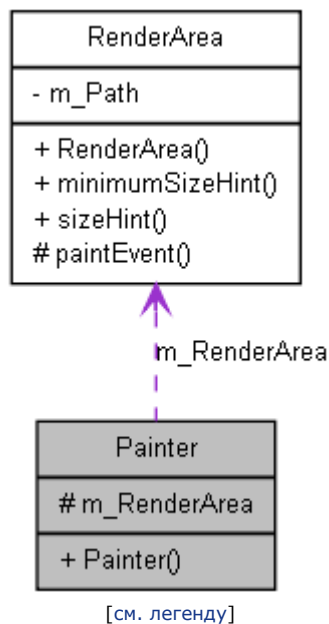 RenderArea
- m_Path
+ RenderArea()
+ minimumSizeHint()
+ sizeHint()
# paintEvent()
m_RenderArea
Painter
# m_RenderArea
+ Painter()
[см. легенду]